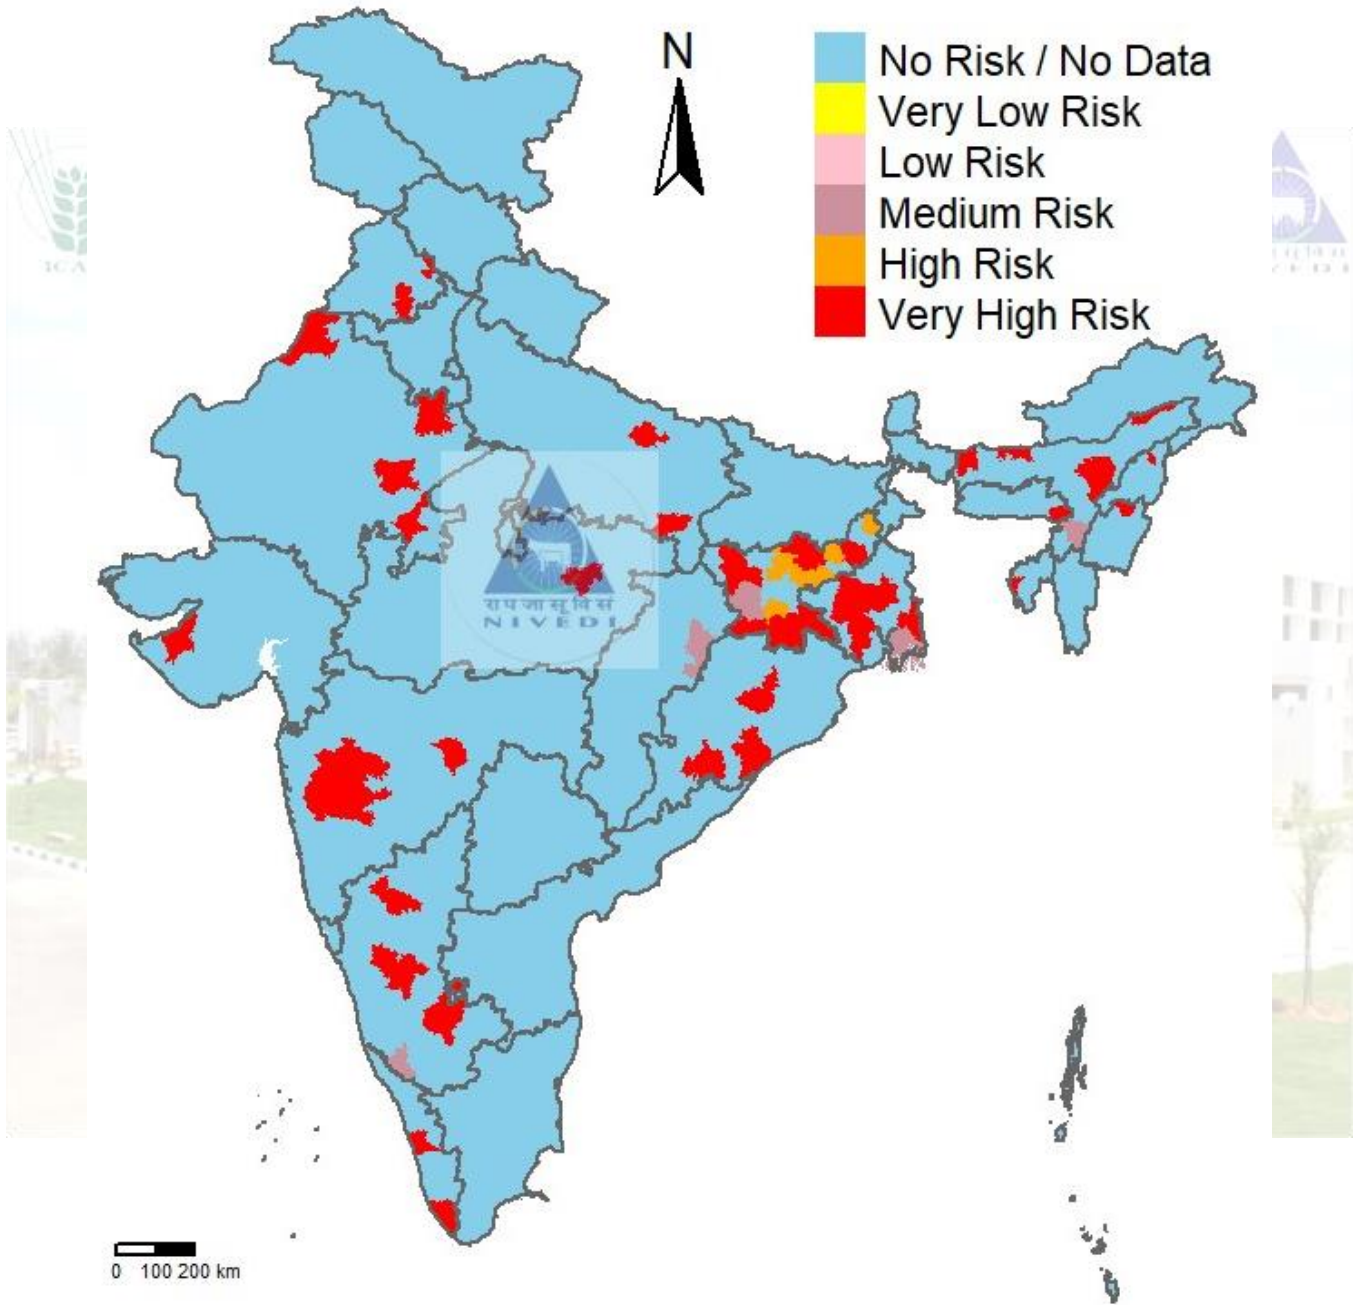 N
No Risk / No Data
Very Low Risk
Low Risk
Medium Risk
High Risk
Very High Risk
ICA
NIVEDI
0 100 200 km